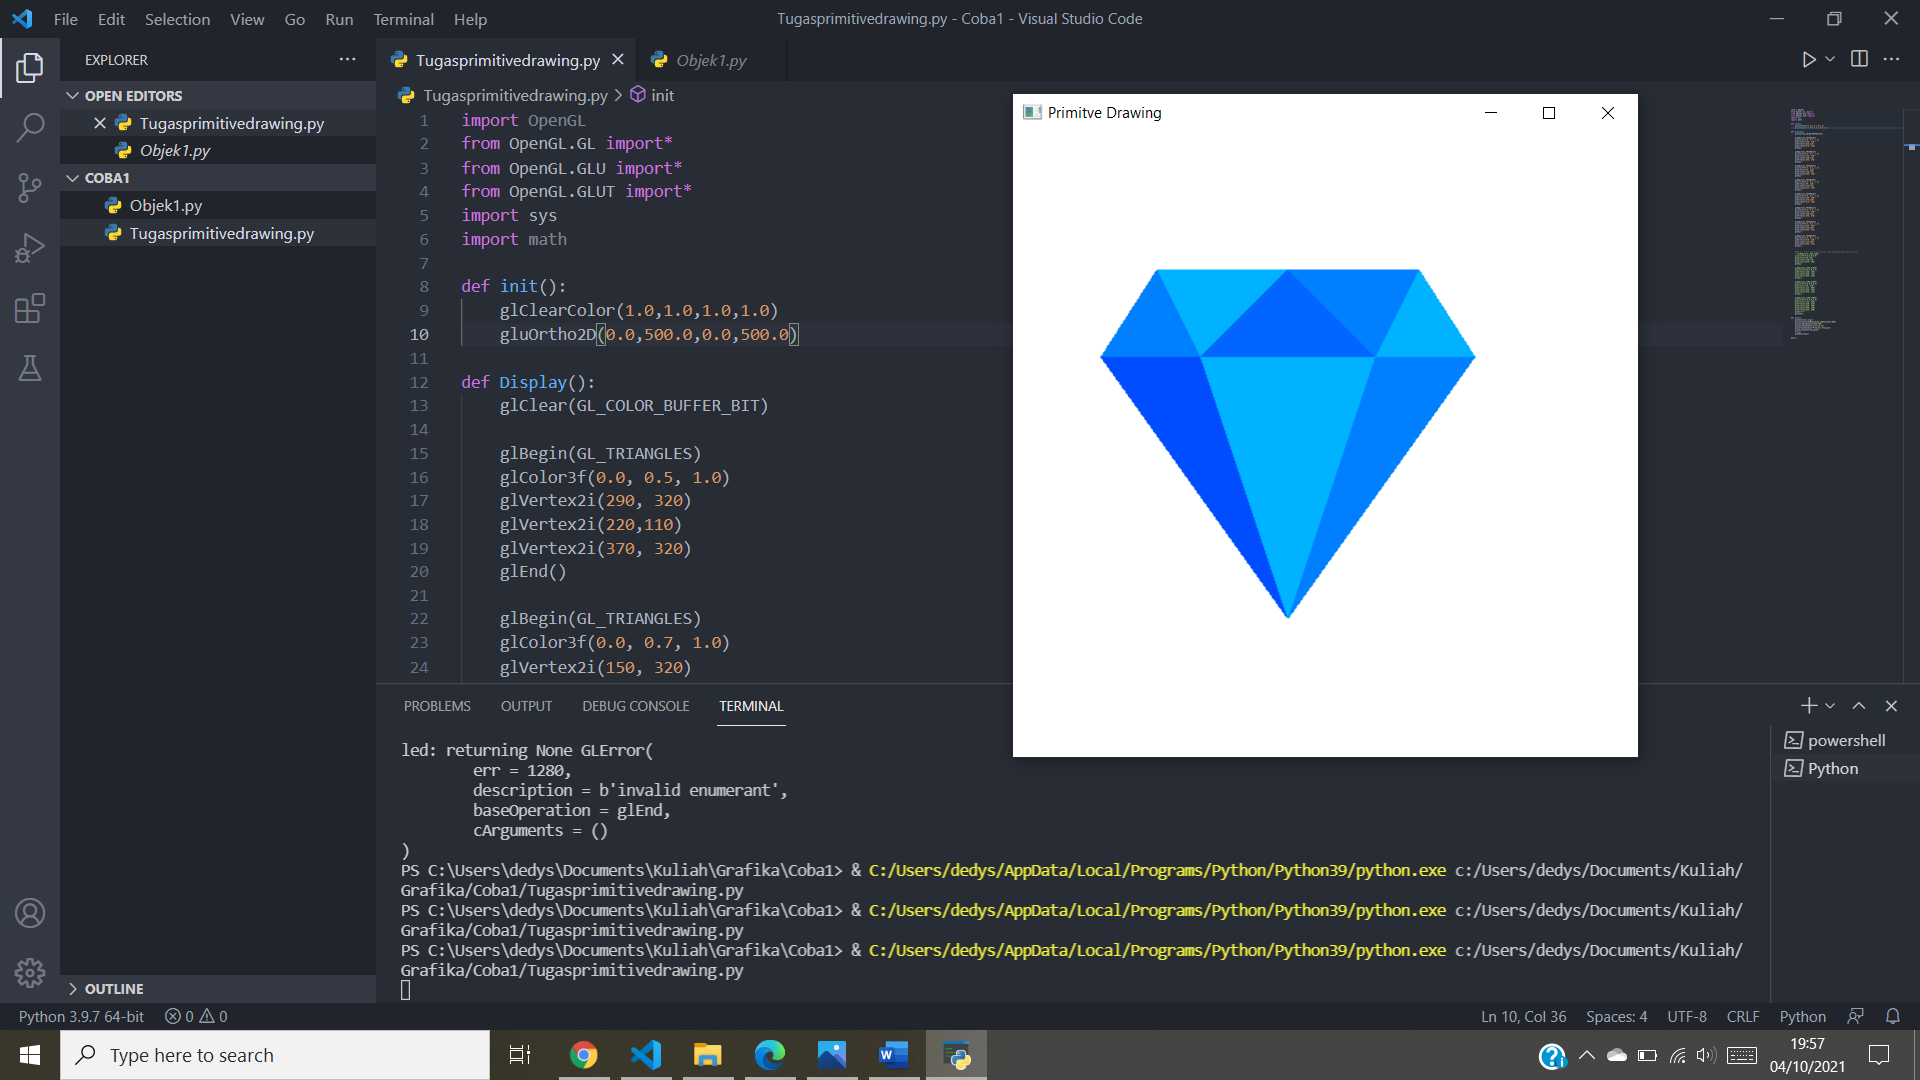 File Edit Selection View Go Run Terminal Help
Tugasprimitivedrawing.py - Coba1 - Visual Studio Code
EXPLORER
OPEN EDITORS
Tugasprimitivedrawing.py
Objek1.py
COBA1
Objek1.py
Tugasprimitivedrawing.py
OUTLINE
Tugasprimitivedrawing.py
Objek1.py
Tugasprimitivedrawing.py > init
1 import OpenGL
2 from OpenGL.GL import*
3 from OpenGL.GLU import*
4 from OpenGL.GLUT import*
5 import sys
6 import math
7
8 def init():
9 glClearColor(1.0,1.0,1.0,1.0)
10 gluOrtho2D(0.0,500.0,0.0,500.0)
11
12 def Display():
13 glClear(GL_COLOR_BUFFER_BIT)
14
15 glBegin(GL_TRIANGLES)
16 glColor3f(0.0, 0.5, 1.0)
17 glVertex2i(290, 320)
18 glVertex2i(220,110)
19 glVertex2i(370, 320)
20 glEnd()
21
22 glBegin(GL_TRIANGLES)
23 glColor3f(0.0, 0.7, 1.0)
24 glVertex2i(150, 320)
Primitve Drawing
PROBLEMS OUTPUT DEBUG CONSOLE TERMINAL
led: returning None GLError(
err = 1280,
description = b'invalid enumerant',
baseOperation = glEnd,
cArguments = ()
)
PS C:\Users\dedys\Documents\Kuliah\Grafika\Coba1> & C:/Users/dedys/AppData/Local/Programs/Python/Python39/python.exe c:/Users/dedys/Documents/Kuliah/
Grafika/Coba1/Tugasprimitivedrawing.py
PS C:\Users\dedys\Documents\Kuliah\Grafika\Coba1> & C:/Users/dedys/AppData/Local/Programs/Python/Python39/python.exe c:/Users/dedys/Documents/Kuliah/
Grafika/Coba1/Tugasprimitivedrawing.py
PS C:\Users\dedys\Documents\Kuliah\Grafika\Coba1> & C:/Users/dedys/AppData/Local/Programs/Python/Python39/python.exe c:/Users/dedys/Documents/Kuliah/
Grafika/Coba1/Tugasprimitivedrawing.py
powershell
Python
Python 3.9.7 64-bit 0 0
Ln 10, Col 36 Spaces: 4 UTF-8 CRLF Python
Type here to search
19:57
04/10/2021